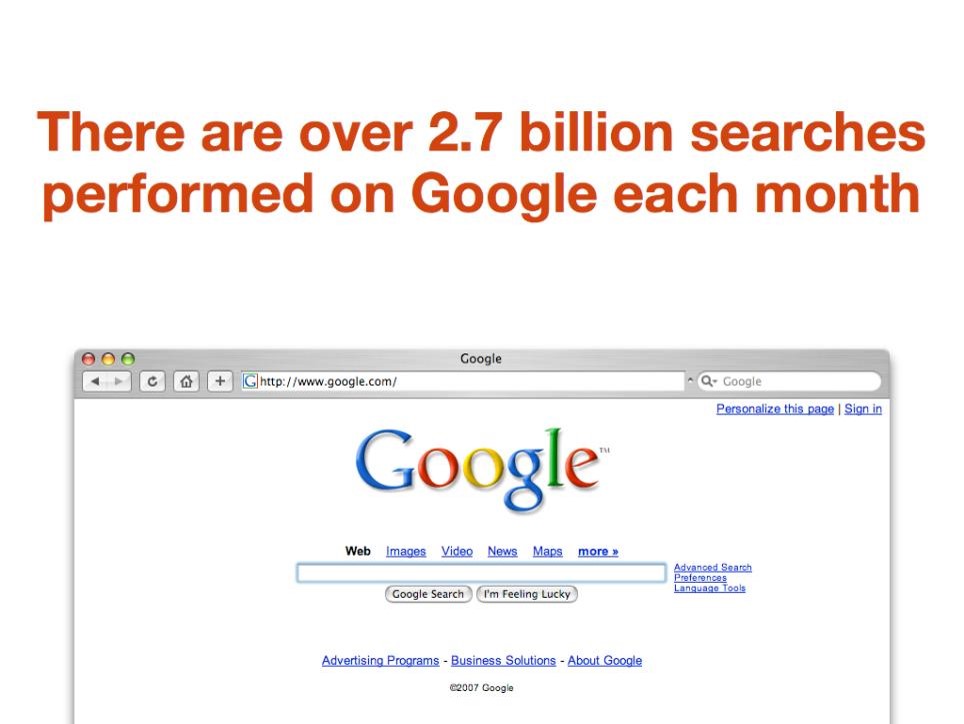 There are over 2.7 billion searches
performed on Google each month
Google
http://www.google.com/
Google
Personalize this page | Sign in
Google™
Web Images Video News Maps more »
Advanced Search
Preferences
Language Tools
Google Search I'm Feeling Lucky
Advertising Programs - Business Solutions - About Google
©2007 Google